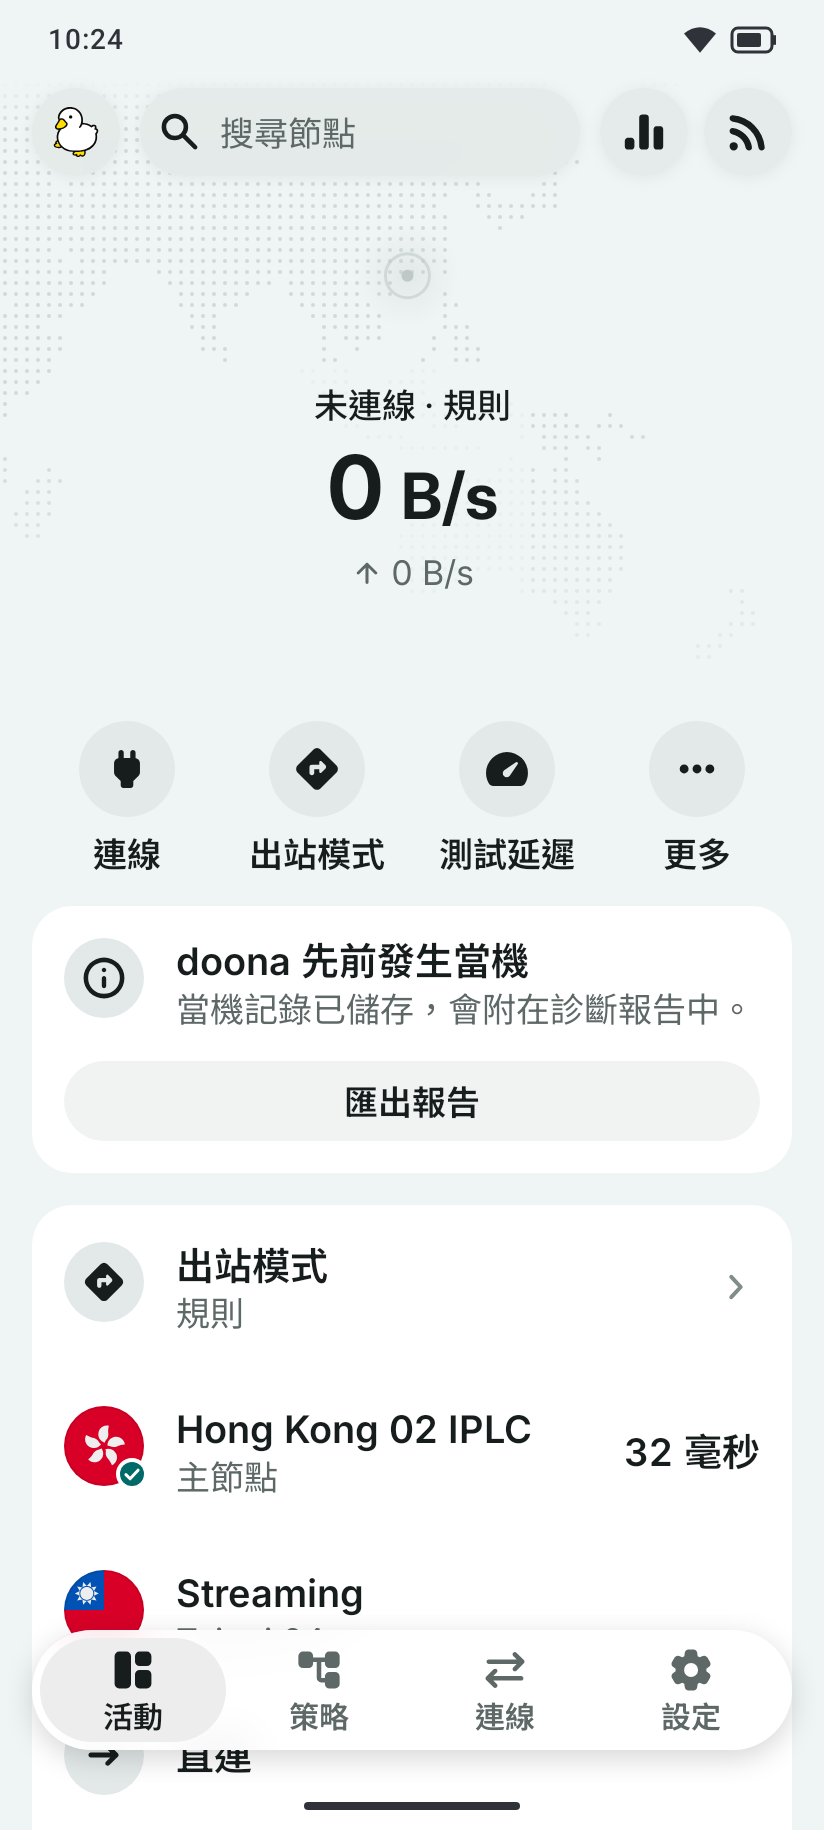 10:24
搜尋節點
未連線 · 規則
0 B/s
↑ 0 B/s
連線
出站模式
測試延遲
更多
doona 先前發生當機
當機記錄已儲存，會附在診斷報告中。
匯出報告
出站模式
規則
Hong Kong 02 IPLC
32 毫秒
主節點
Streaming
活動
策略
連線
設定
直連